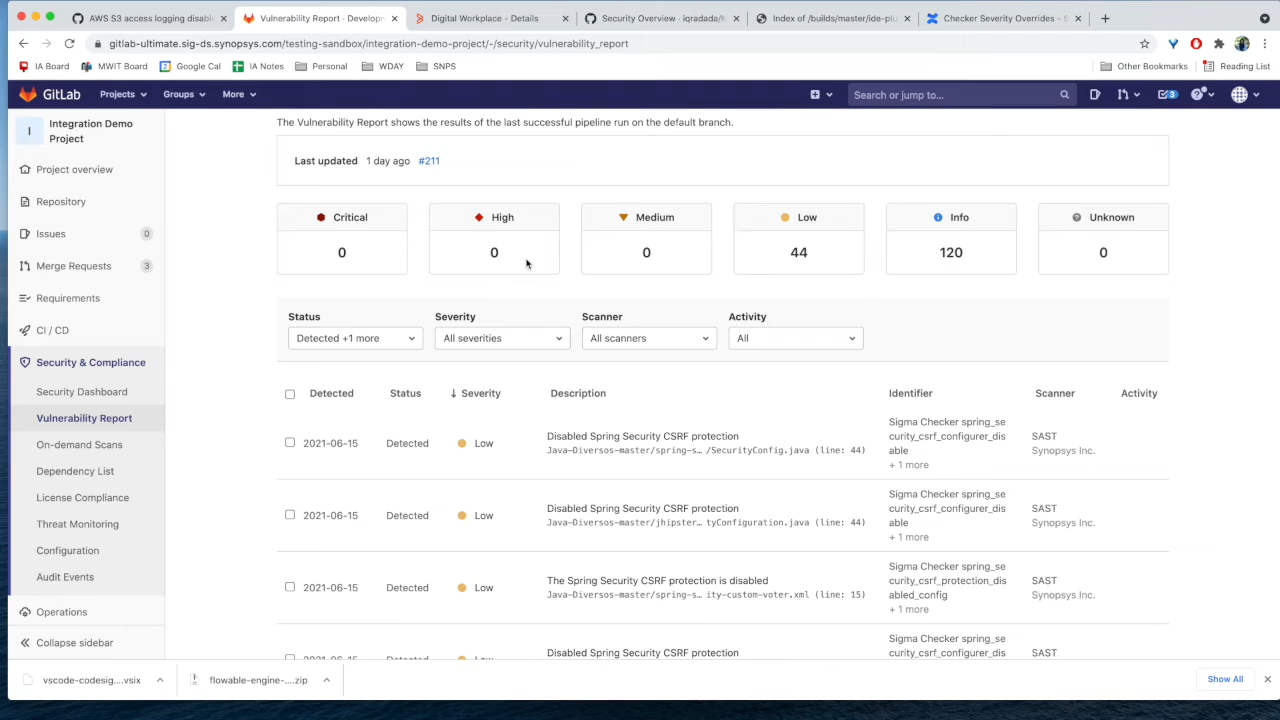 AWS S3 access logging disabl
Vulnerability Report · Develop
Digital Workplace - Details
Security Overview · iqradada/
Index of /builds/master/ide-plu
Checker Severity Overrides - S
gitlab-ultimate.sig-ds.synopsys.com/testing-sandbox/integration-demo-project/-/security/vulnerability_report
IA Board
MWIT Board
Google Cal
IA Notes
Personal
WDAY
SNPS
Other Bookmarks
Reading List
GitLab
Projects
Groups
More
Search or jump to...
3
I
Integration Demo
Project
Project overview
Repository
Issues
0
Merge Requests
3
Requirements
CI / CD
Security & Compliance
Security Dashboard
Vulnerability Report
On-demand Scans
Dependency List
License Compliance
Threat Monitoring
Configuration
Audit Events
Operations
Collapse sidebar
The Vulnerability Report shows the results of the last successful pipeline run on the default branch.
Last updated 1 day ago #211
Critical
0
High
0
Medium
0
Low
44
Info
120
Unknown
0
Status
Detected +1 more
Severity
All severities
Scanner
All scanners
Activity
All
Detected Status Severity Description Identifier Scanner Activity
2021-06-15 Detected Low
Disabled Spring Security CSRF protection
Java-Diversos-master/spring-s… /SecurityConfig.java (line: 44)
Sigma Checker spring_se
curity_csrf_configurer_dis
able
+ 1 more
SAST
Synopsys Inc.
2021-06-15 Detected Low
Disabled Spring Security CSRF protection
Java-Diversos-master/jhipster… tyConfiguration.java (line: 44)
Sigma Checker spring_se
curity_csrf_configurer_dis
able
+ 1 more
SAST
Synopsys Inc.
2021-06-15 Detected Low
The Spring Security CSRF protection is disabled
Java-Diversos-master/spring-s… ity-custom-voter.xml (line: 15)
Sigma Checker spring_se
curity_csrf_protection_dis
abled_config
+ 1 more
SAST
Synopsys Inc.
2021-06-15 Detected Low
Disabled Spring Security CSRF protection
Sigma Checker spring_se
curity_csrf_configurer_dis
SAST
vscode-codesig....vsix
flowable-engine-....zip
Show All